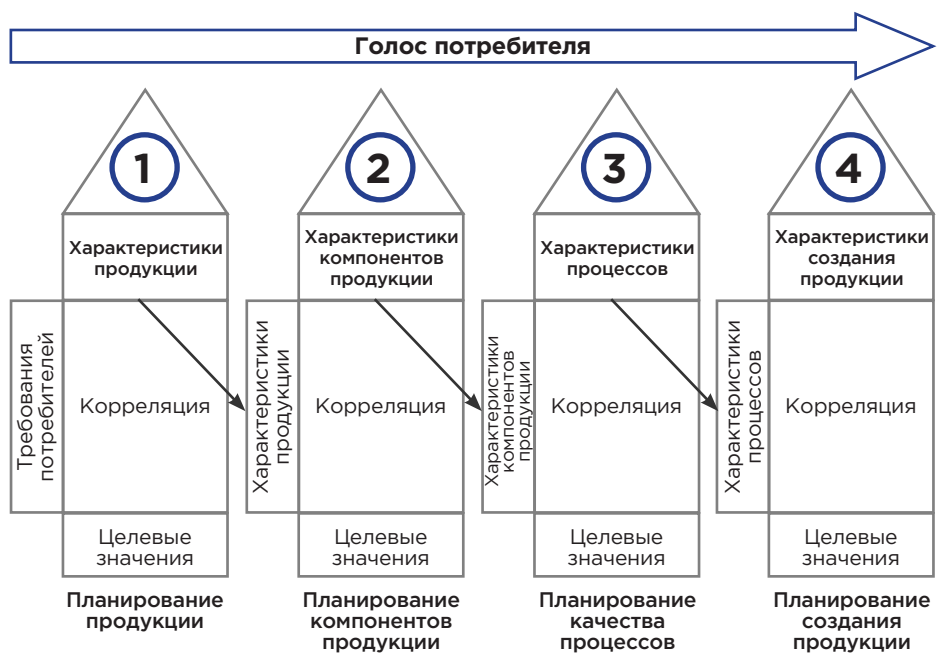 Голос потребителя
1
2
3
4
Характеристики
продукции
Характеристики
компонентов
продукции
Характеристики
процессов
Характеристики
создания
продукции
Требования
потребителей
Корреляция
Характеристики
продукции
Корреляция
Характеристики
компонентов
продукции
Корреляция
Характеристики
процессов
Корреляция
Целевые
значения
Целевые
значения
Целевые
значения
Целевые
значения
Планирование
продукции
Планирование
компонентов
продукции
Планирование
качества
процессов
Планирование
создания
продукции